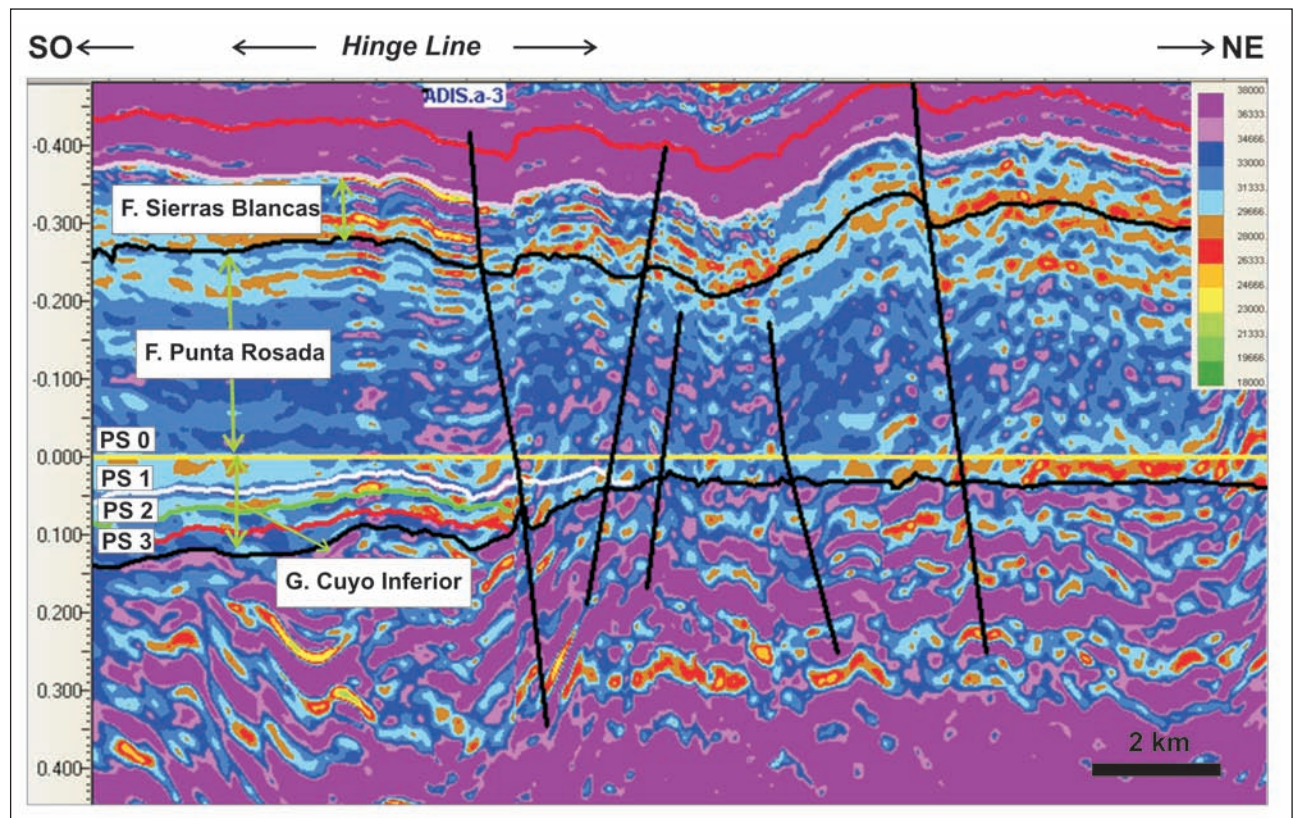 SO Hinge Line NE
ADIS.a-3
-0.400
-0.300
-0.200
-0.100
0.000
0.100
0.200
0.300
0.400
F. Sierras Blancas
F. Punta Rosada
PS 0
PS 1
PS 2
PS 3
G. Cuyo Inferior
38000.
36333.
34666.
33000.
31333.
29666.
28000.
26333.
24666.
23000.
21333.
19666.
18000.
2 km